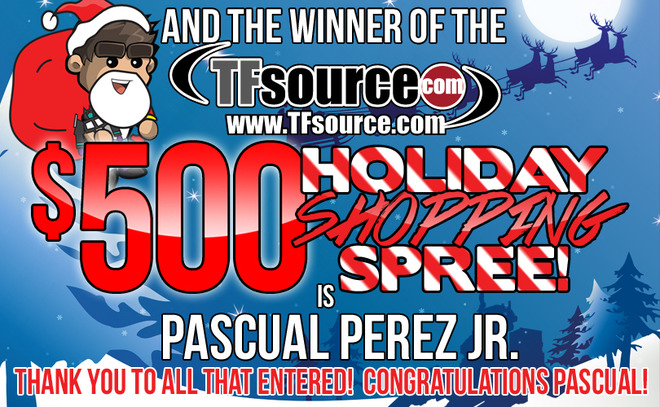 AND THE WINNER OF THE
TFsource.com
www.TFsource.com
$500 HOLIDAY
SHOPPING
SPREE!
IS
PASCUAL PEREZ JR.
THANK YOU TO ALL THAT ENTERED! CONGRATULATIONS PASCUAL!